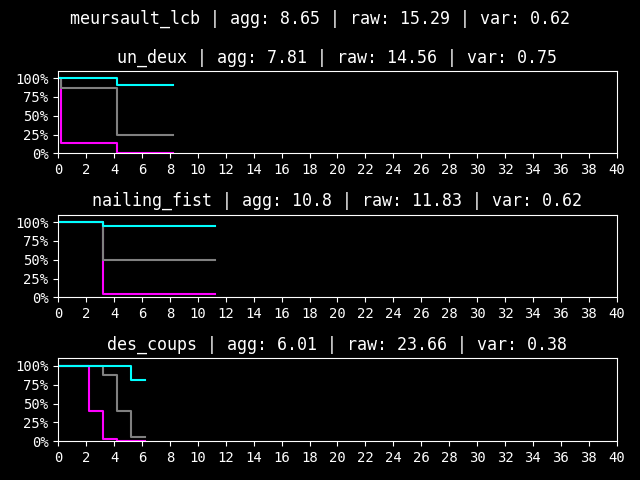 meursault_lcb | agg: 8.65 | raw: 15.29 | var: 0.62
un_deux | agg: 7.81 | raw: 14.56 | var: 0.75
100%
75%
50%
25%
0%
0 2 4 6 8 10 12 14 16 18 20 22 24 26 28 30 32 34 36 38 40
nailing_fist | agg: 10.8 | raw: 11.83 | var: 0.62
100%
75%
50%
25%
0%
0 2 4 6 8 10 12 14 16 18 20 22 24 26 28 30 32 34 36 38 40
des_coups | agg: 6.01 | raw: 23.66 | var: 0.38
100%
75%
50%
25%
0%
0 2 4 6 8 10 12 14 16 18 20 22 24 26 28 30 32 34 36 38 40